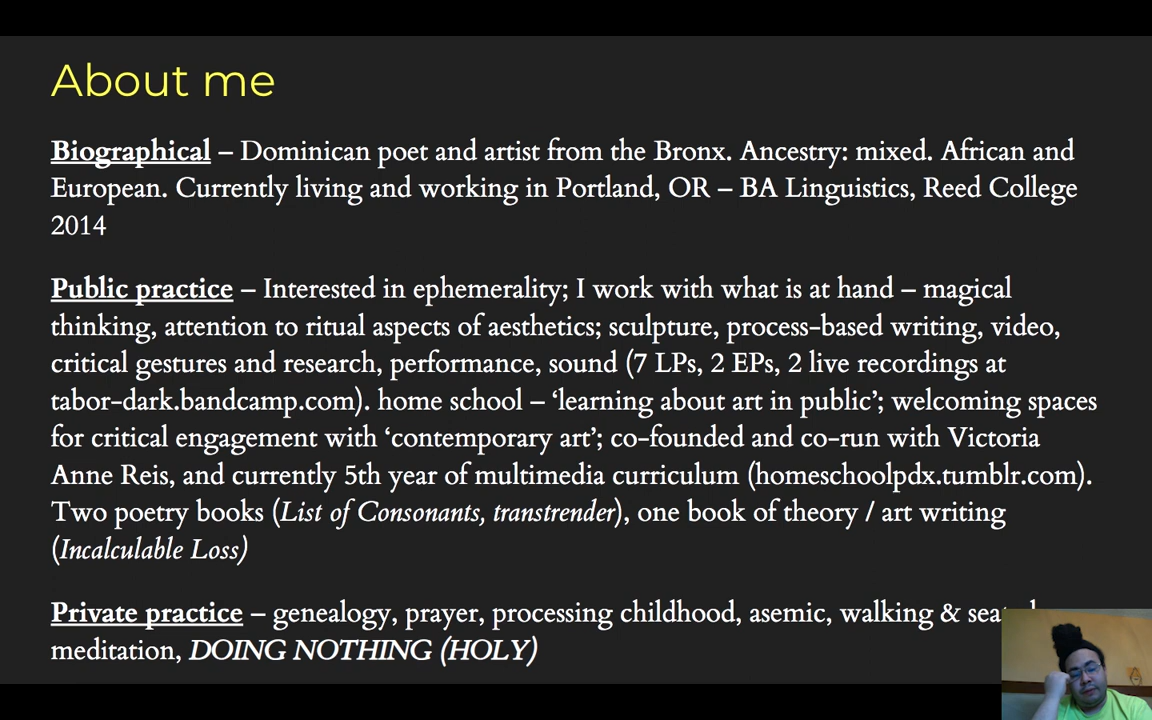 About me
Biographical – Dominican poet and artist from the Bronx. Ancestry: mixed. African and
European. Currently living and working in Portland, OR – BA Linguistics, Reed College
2014
Public practice – Interested in ephemerality; I work with what is at hand – magical
thinking, attention to ritual aspects of aesthetics; sculpture, process-based writing, video,
critical gestures and research, performance, sound (7 LPs, 2 EPs, 2 live recordings at
tabor-dark.bandcamp.com). home school – ‘learning about art in public’; welcoming spaces
for critical engagement with ‘contemporary art’; co-founded and co-run with Victoria
Anne Reis, and currently 5th year of multimedia curriculum (homeschoolpdx.tumblr.com).
Two poetry books (List of Consonants, transtrender), one book of theory / art writing
(Incalculable Loss)
Private practice – genealogy, prayer, processing childhood, asemic, walking &
meditation, DOING NOTHING (HOLY)